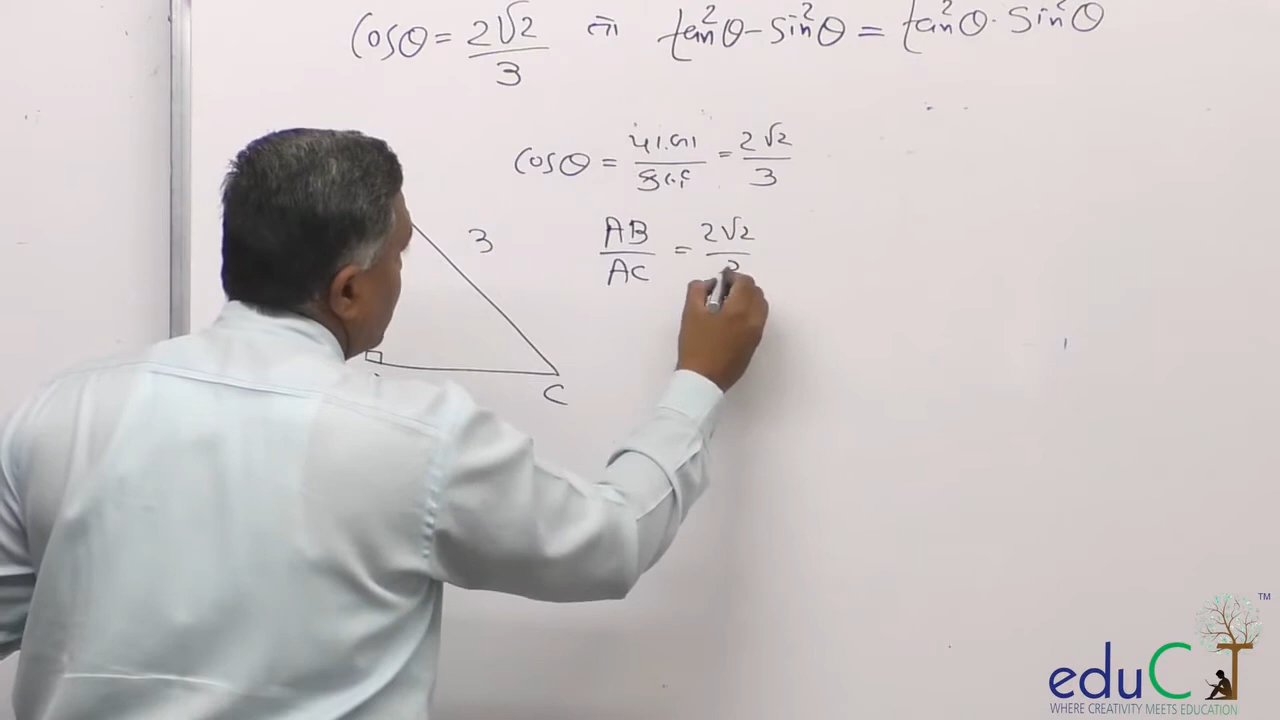 Cosθ = 2√2/3 tan²θ – sin²θ = tan²θ · sin²θ
Cosθ = = 2√2/3
3
AB/AC = 2√2/3
C
eduCT TM
WHERE CREATIVITY MEETS EDUCATION